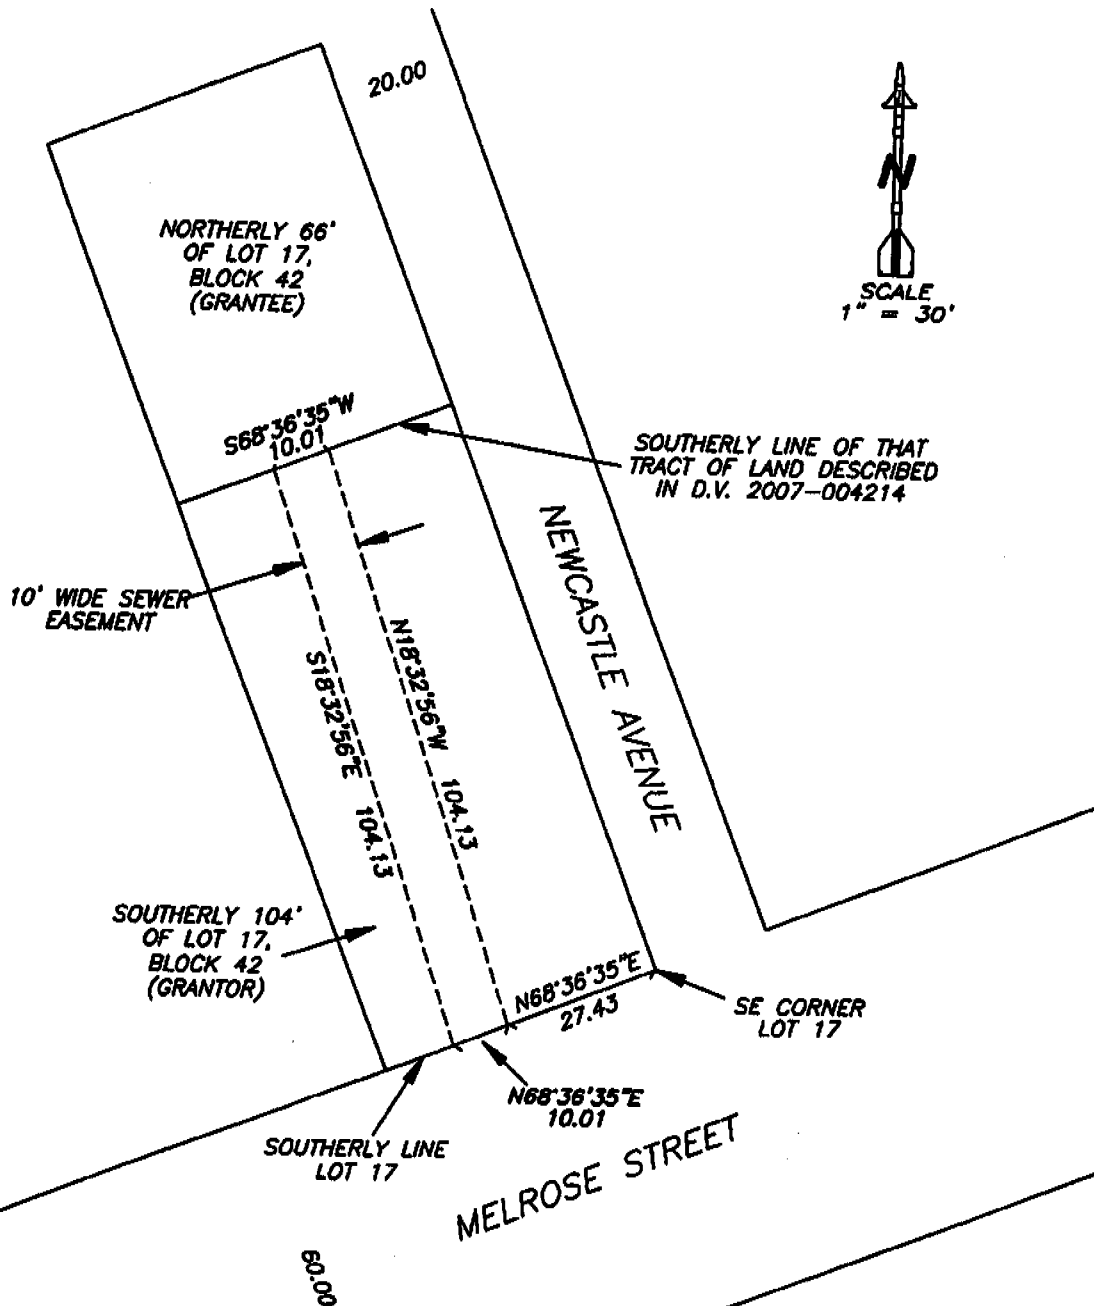 20.00
N
SCALE
1" = 30'
NORTHERLY 66'
OF LOT 17,
BLOCK 42
(GRANTEE)
S68°36'35"W
10.01
SOUTHERLY LINE OF THAT
TRACT OF LAND DESCRIBED
IN D.V. 2007-004214
10' WIDE SEWER
EASEMENT
NEWCASTLE AVENUE
N18°32'56"W 104.13
S18°32'56"E 104.13
SOUTHERLY 104'
OF LOT 17,
BLOCK 42
(GRANTOR)
N68°36'35"E
27.43
SE CORNER
LOT 17
N68°36'35"E
10.01
SOUTHERLY LINE
LOT 17
MELROSE STREET
60.00